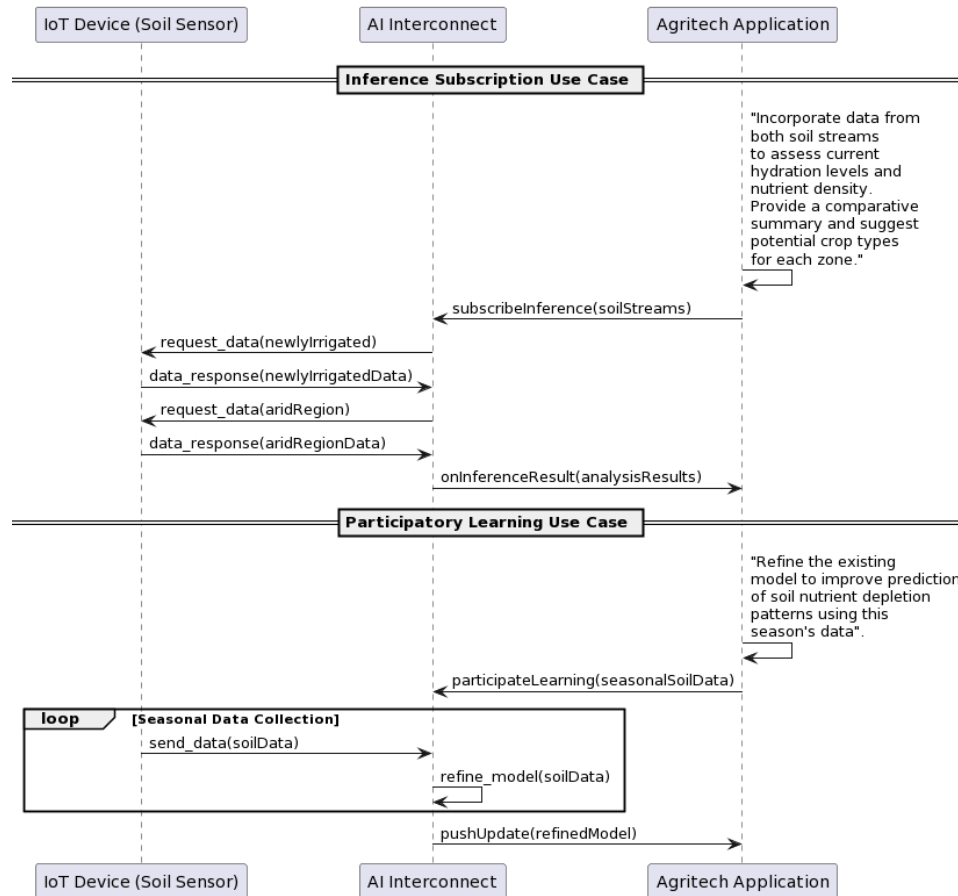 IoT Device (Soil Sensor)
AI Interconnect
Agritech Application
Inference Subscription Use Case
"Incorporate data from
both soil streams
to assess current
hydration levels and
nutrient density.
Provide a comparative
summary and suggest
potential crop types
for each zone."
subscribeInference(soilStreams)
request_data(newlyIrrigated)
data_response(newlyIrrigatedData)
request_data(aridRegion)
data_response(aridRegionData)
onInferenceResult(analysisResults)
Participatory Learning Use Case
"Refine the existing
model to improve prediction
of soil nutrient depletion
patterns using this
season's data".
participateLearning(seasonalSoilData)
loop [Seasonal Data Collection]
send_data(soilData)
refine_model(soilData)
pushUpdate(refinedModel)
IoT Device (Soil Sensor)
AI Interconnect
Agritech Application